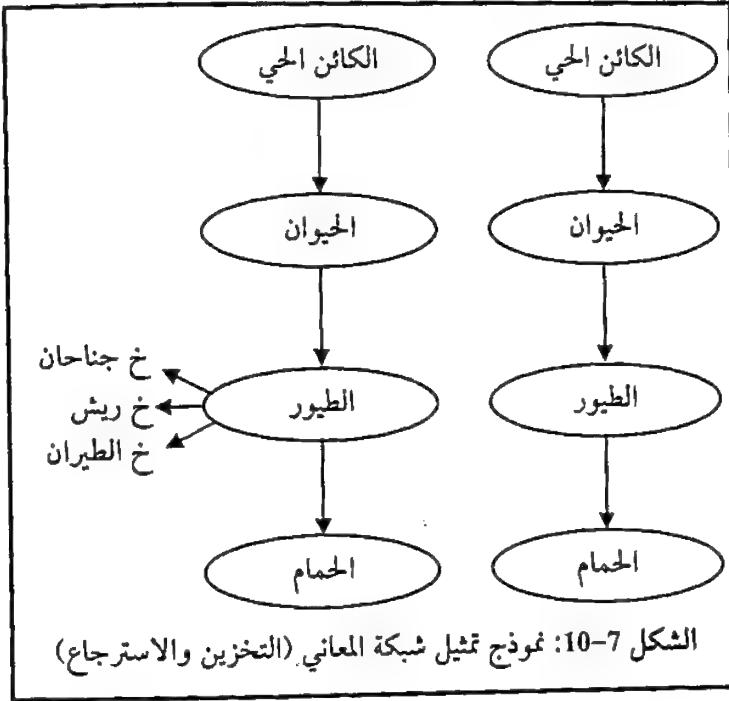 الكائن الحي
الحيوان
الطيور
الحمام
الكائن الحي
الحيوان
الطيور
خ جناحان
خ ريش
خ الطيران
الحمام
الشكل 7-10: نموذج تمثيل شبكة المعاني (التخزين والاسترجاع)